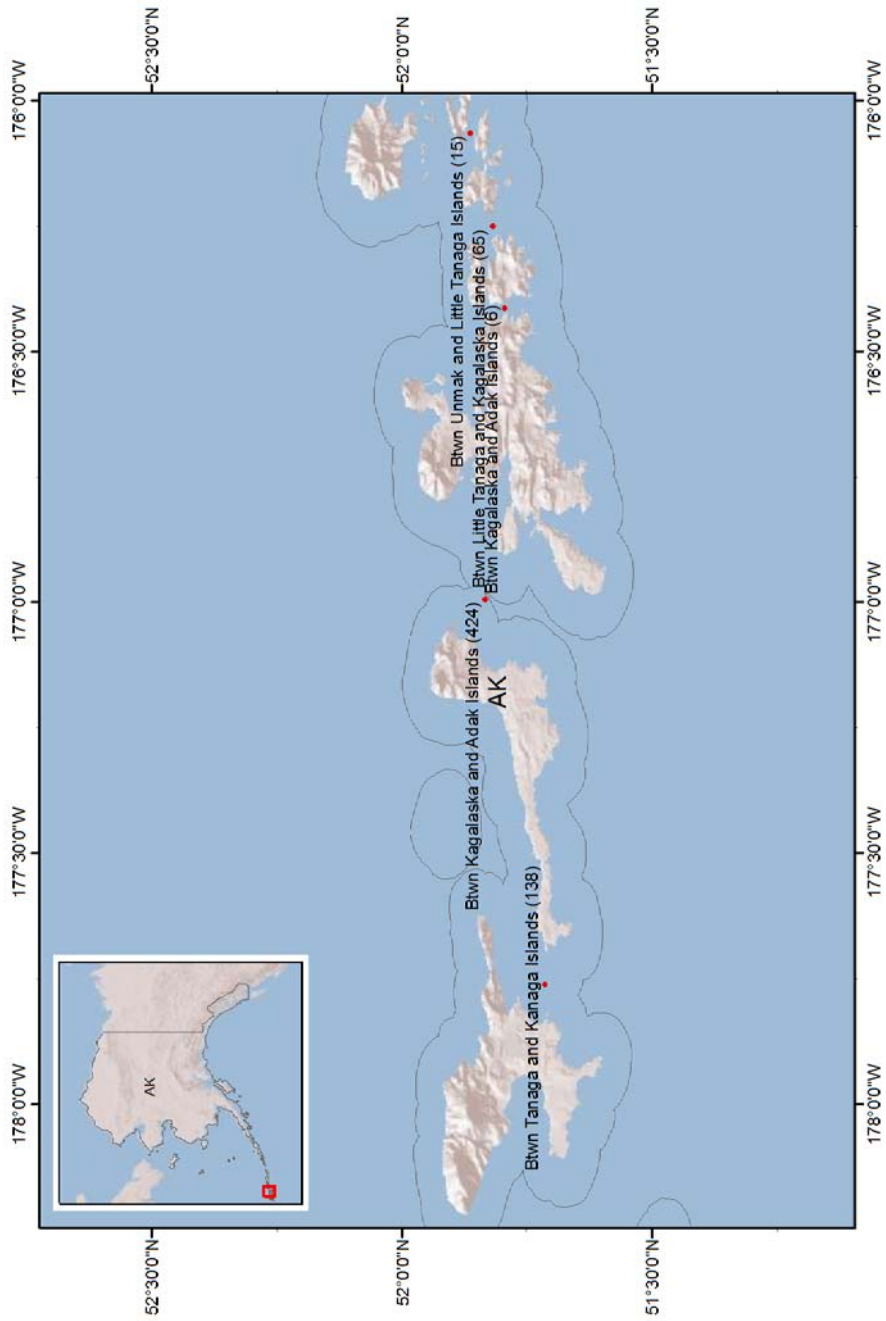 178°0'0"W
177°30'0"W
177°0'0"W
176°30'0"W
176°0'0"W
52°30'0"N
52°30'0"N
AK
52°0'0"N
52°0'0"N
Btwn Unmak and Little Tanaga Islands (15)
Btwn Little Tanaga and Kagalaska Islands (65)
Btwn Kagalaska and Adak Islands (6)
Btwn Kagalaska and Adak Islands (424)
AK
Btwn Tanaga and Kanaga Islands (138)
51°30'0"N
51°30'0"N
178°0'0"W
177°30'0"W
177°0'0"W
176°30'0"W
176°0'0"W